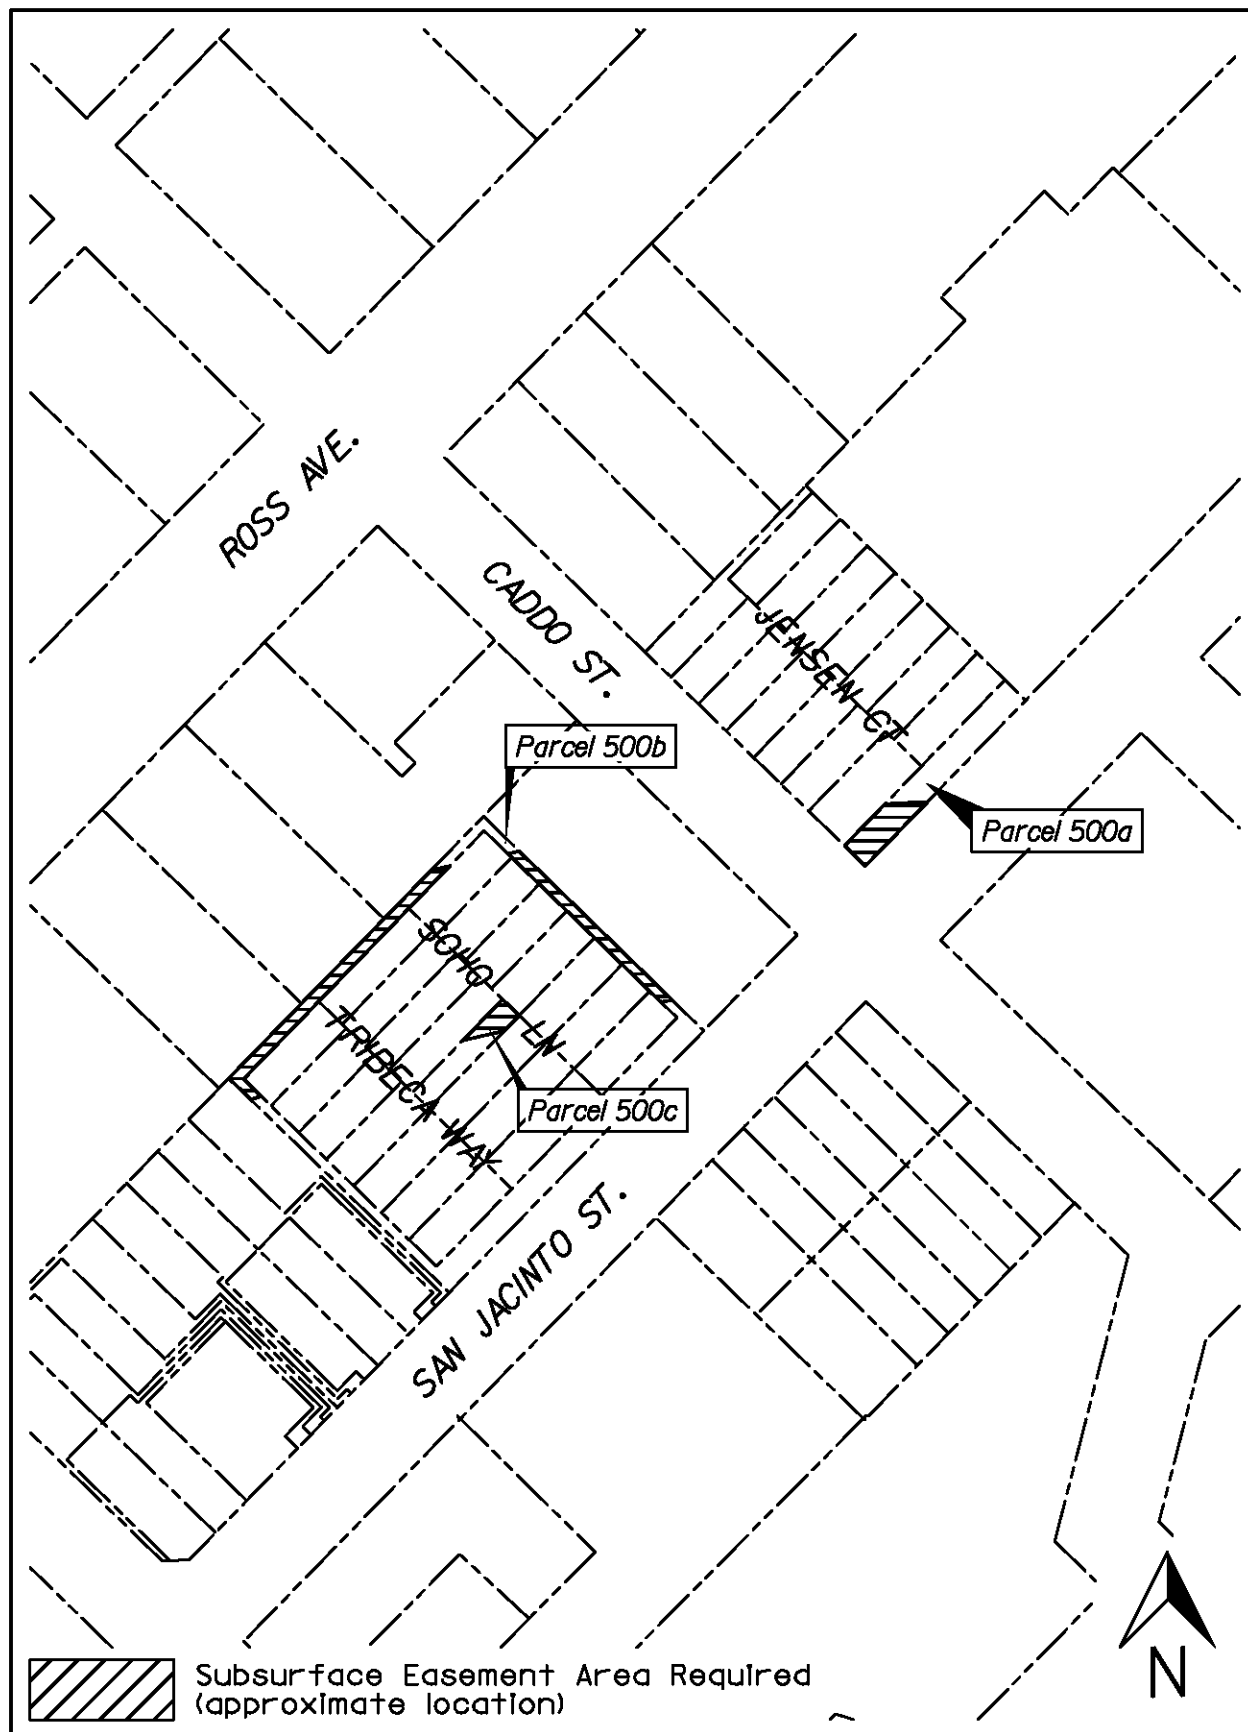 ROSS AVE.
CADDO ST.
JENSEN CT
Parcel 500b
Parcel 500a
SOHO LN
TRIBECA WAY
Parcel 500c
SAN JACINTO ST.
N
Subsurface Easement Area Required
(approximate location)